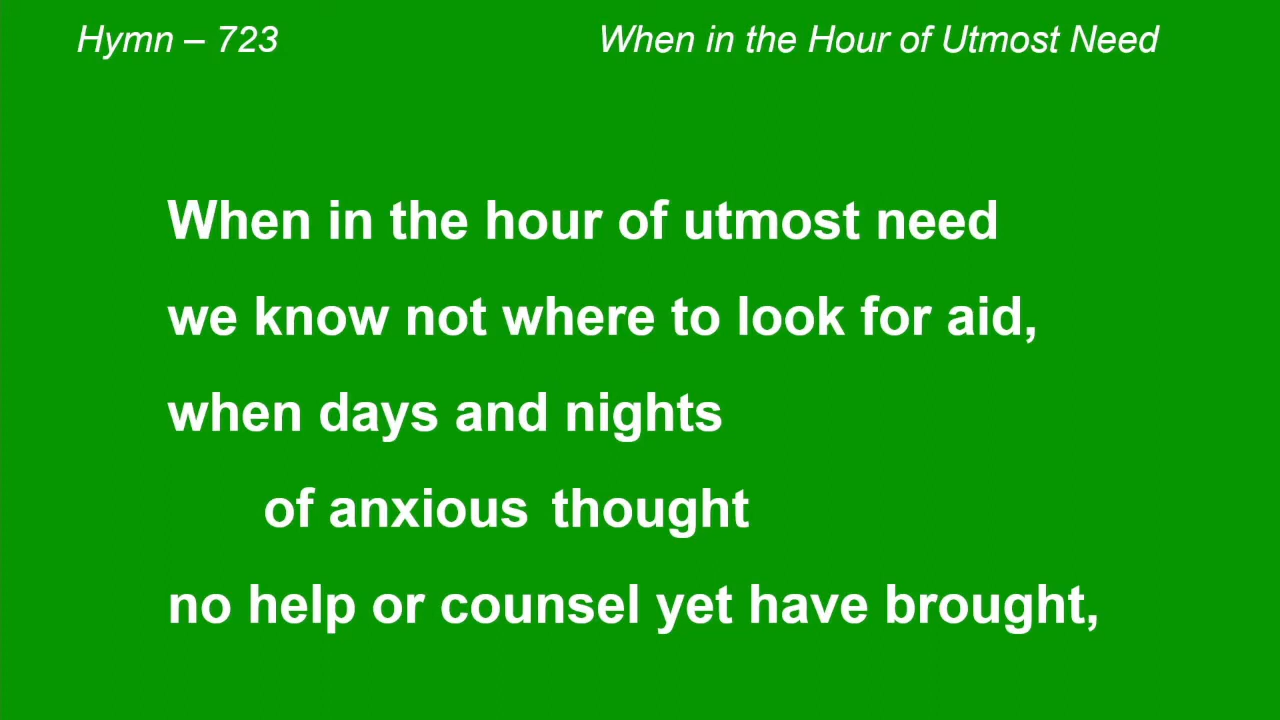 Hymn – 723 When in the Hour of Utmost Need
When in the hour of utmost need
we know not where to look for aid,
when days and nights
of anxious thought
no help or counsel yet have brought,